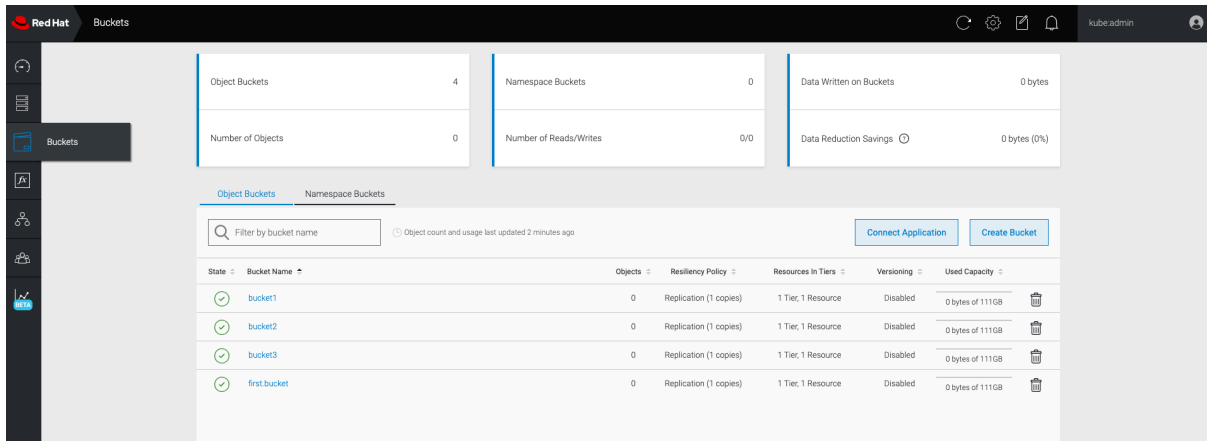 Red Hat Buckets kube:admin
Buckets
BETA
Object Buckets 4
Number of Objects 0
Namespace Buckets 0
Number of Reads/Writes 0/0
Data Written on Buckets 0 bytes
Data Reduction Savings ? 0 bytes (0%)
Object Buckets Namespace Buckets
Filter by bucket name Object count and usage last updated 2 minutes ago Connect Application Create Bucket
State Bucket Name Objects Resiliency Policy Resources In Tiers Versioning Used Capacity
bucket1 0 Replication (1 copies) 1 Tier, 1 Resource Disabled 0 bytes of 111GB
bucket2 0 Replication (1 copies) 1 Tier, 1 Resource Disabled 0 bytes of 111GB
bucket3 0 Replication (1 copies) 1 Tier, 1 Resource Disabled 0 bytes of 111GB
first.bucket 0 Replication (1 copies) 1 Tier, 1 Resource Disabled 0 bytes of 111GB